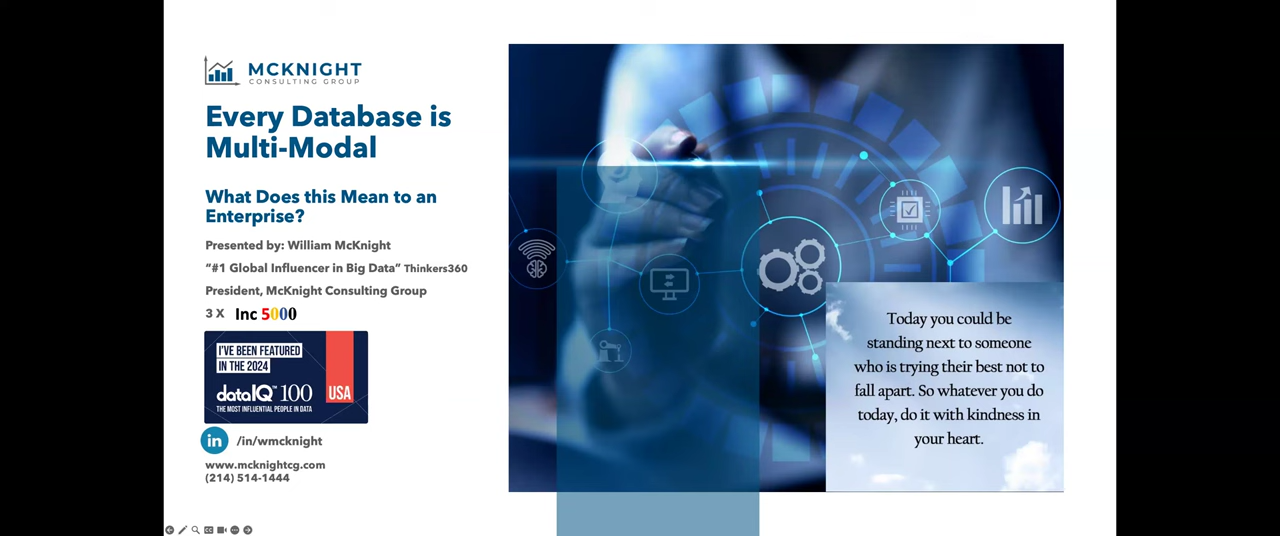 MCKNIGHT
CONSULTING GROUP
Every Database is
Multi-Modal
What Does this Mean to an
Enterprise?
Presented by: William McKnight
“#1 Global Influencer in Big Data” Thinkers360
President, McKnight Consulting Group
3 X Inc 5000
I'VE BEEN FEATURED
IN THE 2024
dataIQ™ 100
USA
THE MOST INFLUENTIAL PEOPLE IN DATA
in /in/wmcknight
www.mcknightcg.com
(214) 514-1444
Today you could be
standing next to someone
who is trying their best not to
fall apart. So whatever you do
today, do it with kindness in
your heart.